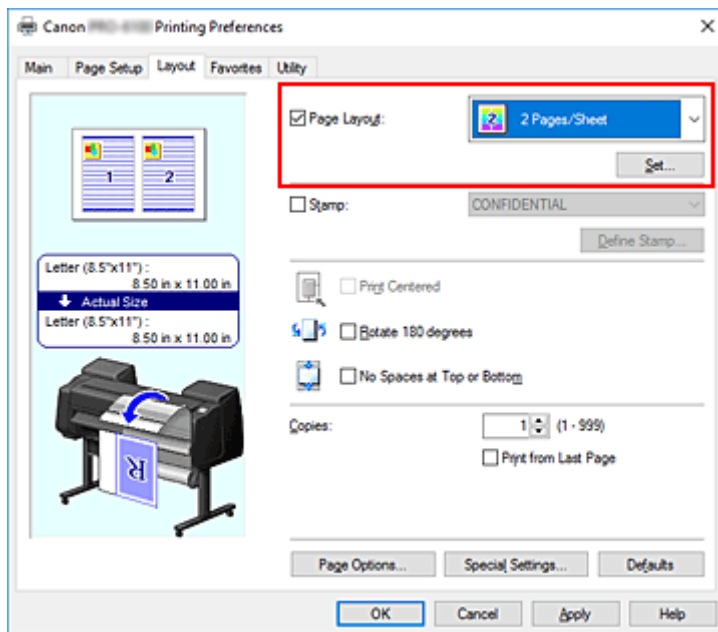 Canon Printing Preferences
Main Page Setup Layout Favorites Utility
1 2
Letter (8.5"x11") :
8.50 in x 11.00 in
Actual Size
Letter (8.5"x11") :
8.50 in x 11.00 in
R
Page Layout: 2 2 Pages/Sheet
Set...
Stamp: CONFIDENTIAL
Define Stamp...
Print Centered
Rotate 180 degrees
No Spaces at Top or Bottom
Copies: 1 (1 - 999)
Print from Last Page
Page Options... Special Settings... Defaults
OK Cancel Apply Help